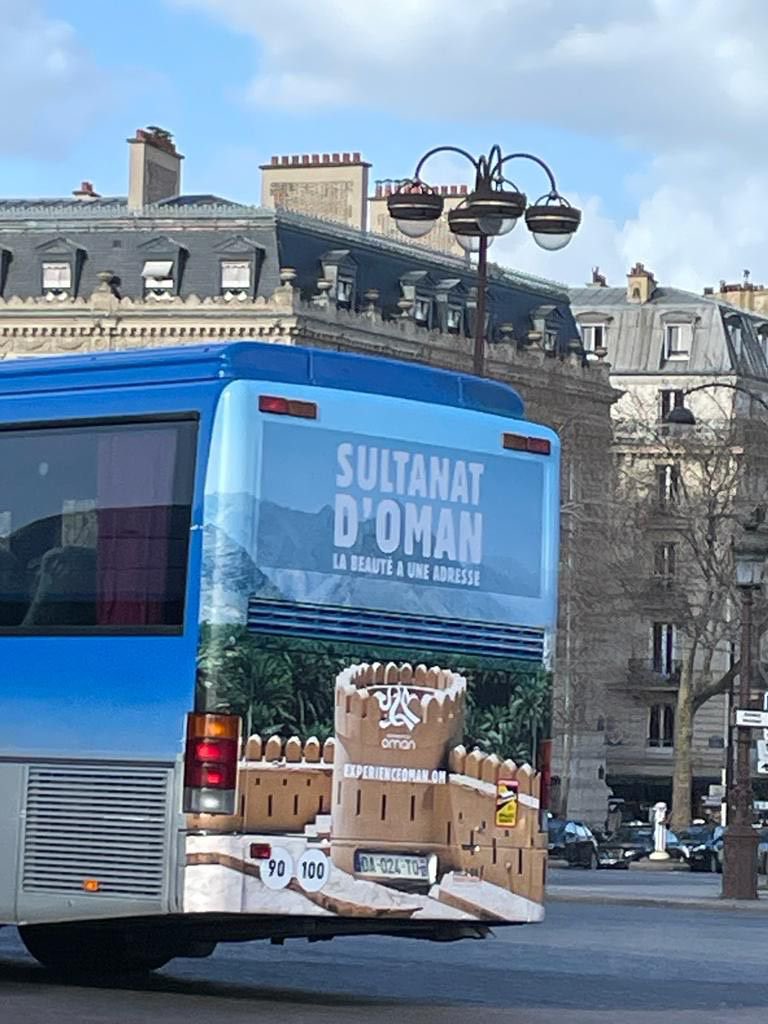 SULTANAT
D'OMAN
LA BEAUTÉ A UNE ADRESSE
oman
EXPERIENCEOMAN.OM
90 100